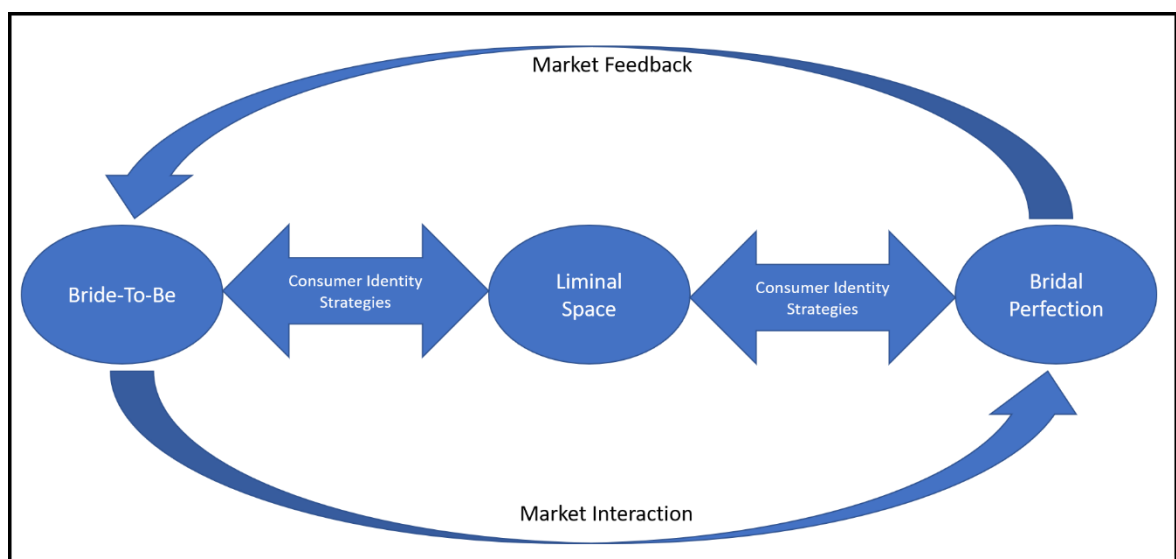 Market Feedback
Bride-To-Be
Consumer Identity
Strategies
Liminal
Space
Consumer Identity
Strategies
Bridal
Perfection
Market Interaction